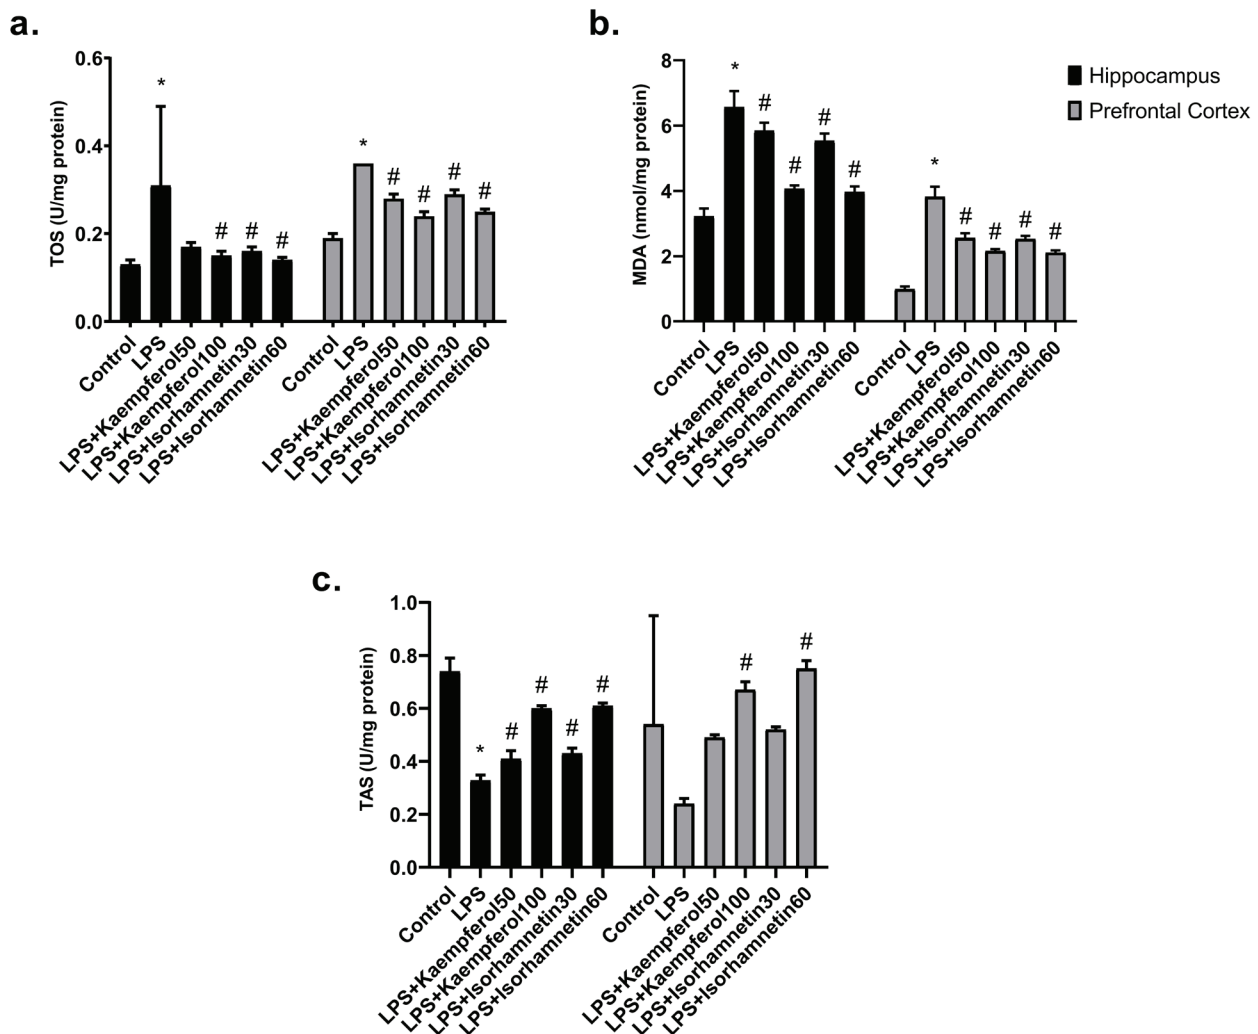 a.
TOS (U/mg protein)
0.6
0.4
0.2
0.0
*
#
#
#
*
#
#
#
#
Control
LPS
LPS+Kaempferol50
LPS+Kaempferol100
LPS+Isorhamnetin30
LPS+Isorhamnetin60
Control
LPS
LPS+Kaempferol50
LPS+Kaempferol100
LPS+Isorhamnetin30
LPS+Isorhamnetin60
b.
MDA (nmol/mg protein)
8
6
4
2
0
*
#
#
#
#
*
#
#
#
#
Control
LPS
LPS+Kaempferol50
LPS+Kaempferol100
LPS+Isorhamnetin30
LPS+Isorhamnetin60
Control
LPS
LPS+Kaempferol50
LPS+Kaempferol100
LPS+Isorhamnetin30
LPS+Isorhamnetin60
Hippocampus
Prefrontal Cortex
c.
TAS (U/mg protein)
1.0
0.8
0.6
0.4
0.2
0.0
*
#
#
#
#
#
#
Control
LPS
LPS+Kaempferol50
LPS+Kaempferol100
LPS+Isorhamnetin30
LPS+Isorhamnetin60
Control
LPS
LPS+Kaempferol50
LPS+Kaempferol100
LPS+Isorhamnetin30
LPS+Isorhamnetin60